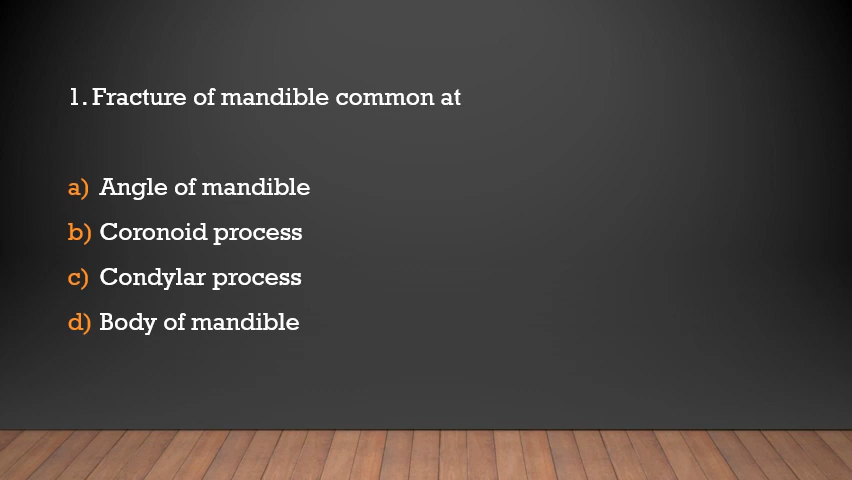 1. Fracture of mandible common at
a) Angle of mandible
b) Coronoid process
c) Condylar process
d) Body of mandible